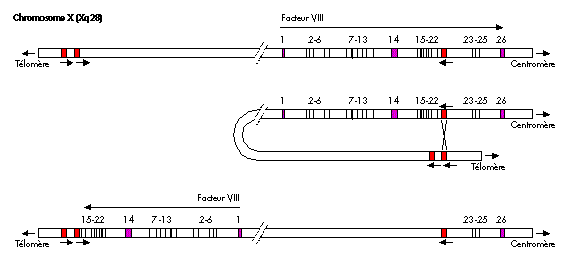 Chromosome X (Xq28)
Facteur VIII
1 2-6 7-13 14 15-22 23-25 26
Télomère Centromère
1 2-6 7-13 14 15-22 23-25 26
Centromère
Télomère
Facteur VIII
15-22 14 7-13 2-6 1 23-25 26
Télomère Centromère